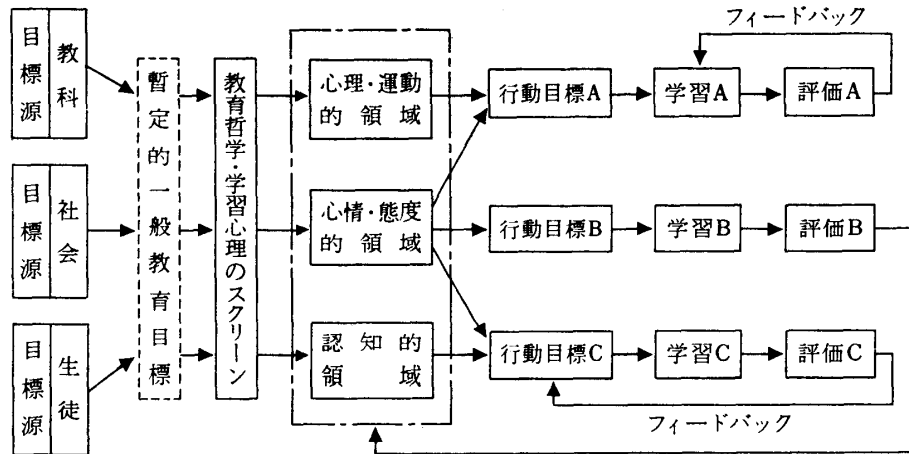 フィードバック
目標源
教科
目標源
社会
目標源
生徒
暫定的一般教育目標
教育哲学・学習心理のスクリーン
心理・運動
的領域
心情・態度
的領域
認知的
領域
行動目標A
学習A
評価A
行動目標B
学習B
評価B
行動目標C
学習C
評価C
フィードバック